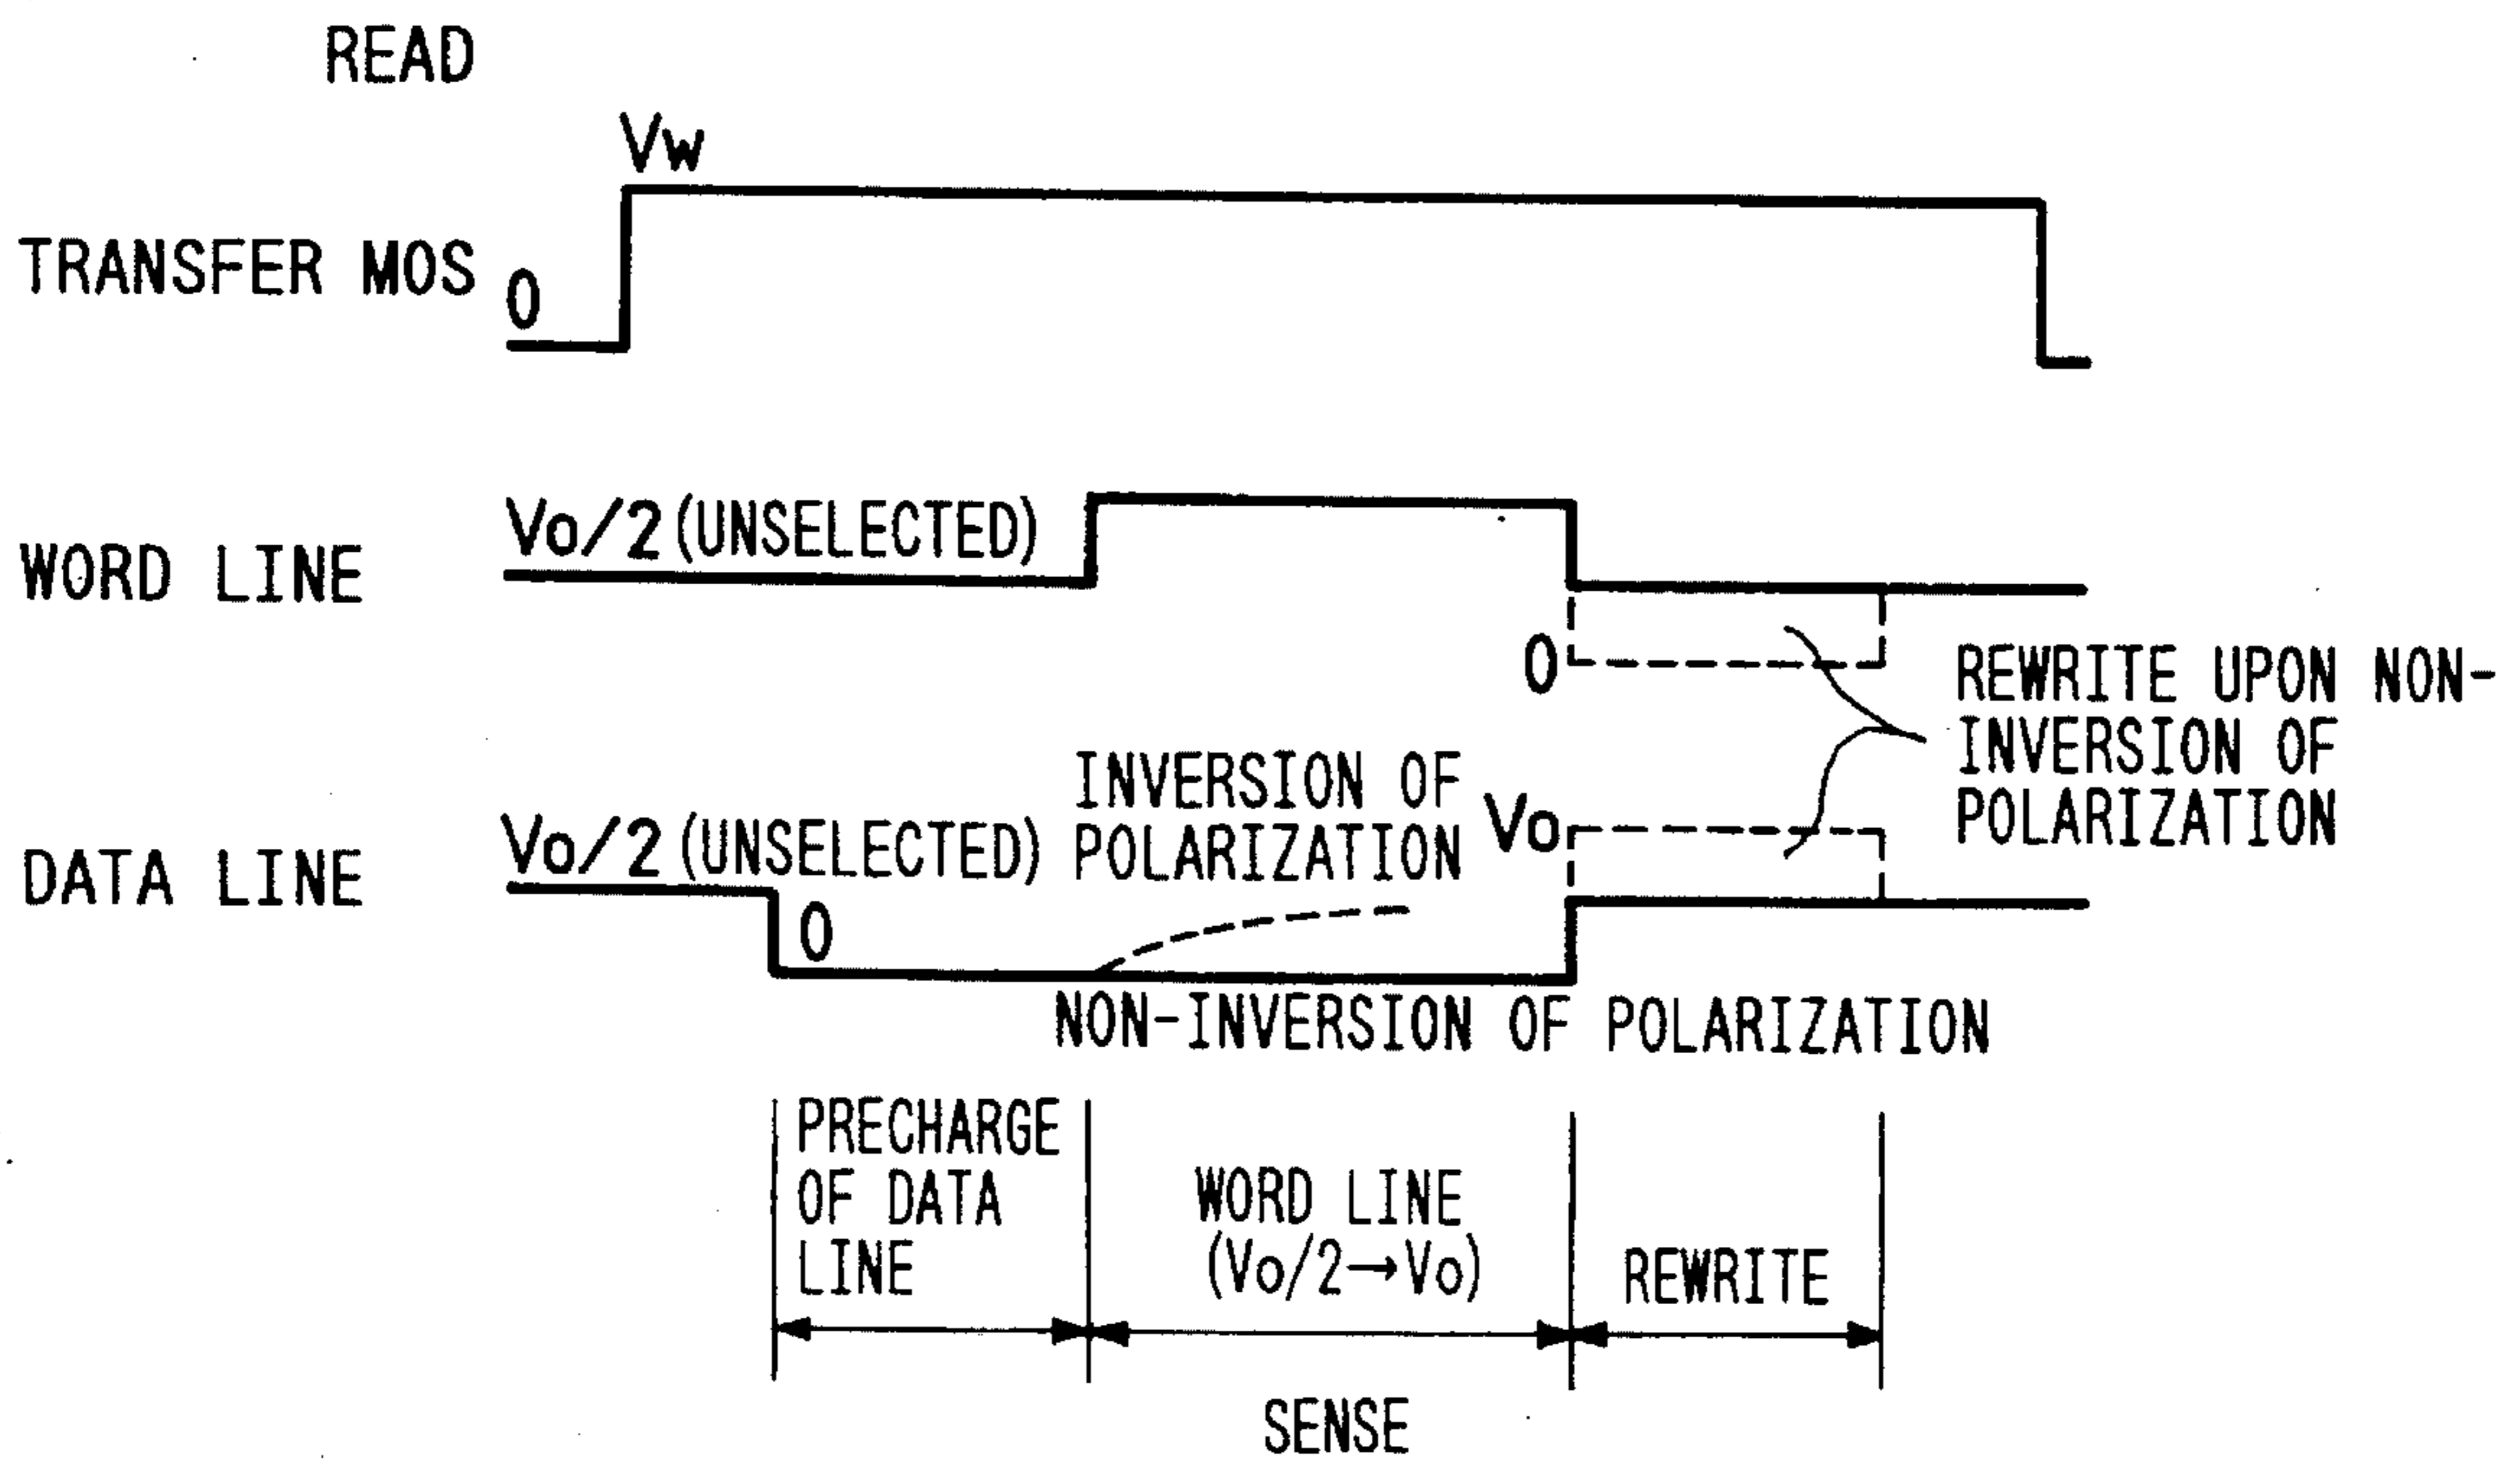 READ
Vw
TRANSFER MOS
0
Vo/2 (UNSELECTED)
WORD LINE
0
REWRITE UPON NON-
INVERSION OF
POLARIZATION
INVERSION OF
POLARIZATION
Vo
Vo/2 (UNSELECTED)
DATA LINE
0
NON-INVERSION OF POLARIZATION
PRECHARGE
OF DATA
LINE
WORD LINE
(Vo/2→Vo)
REWRITE
SENSE